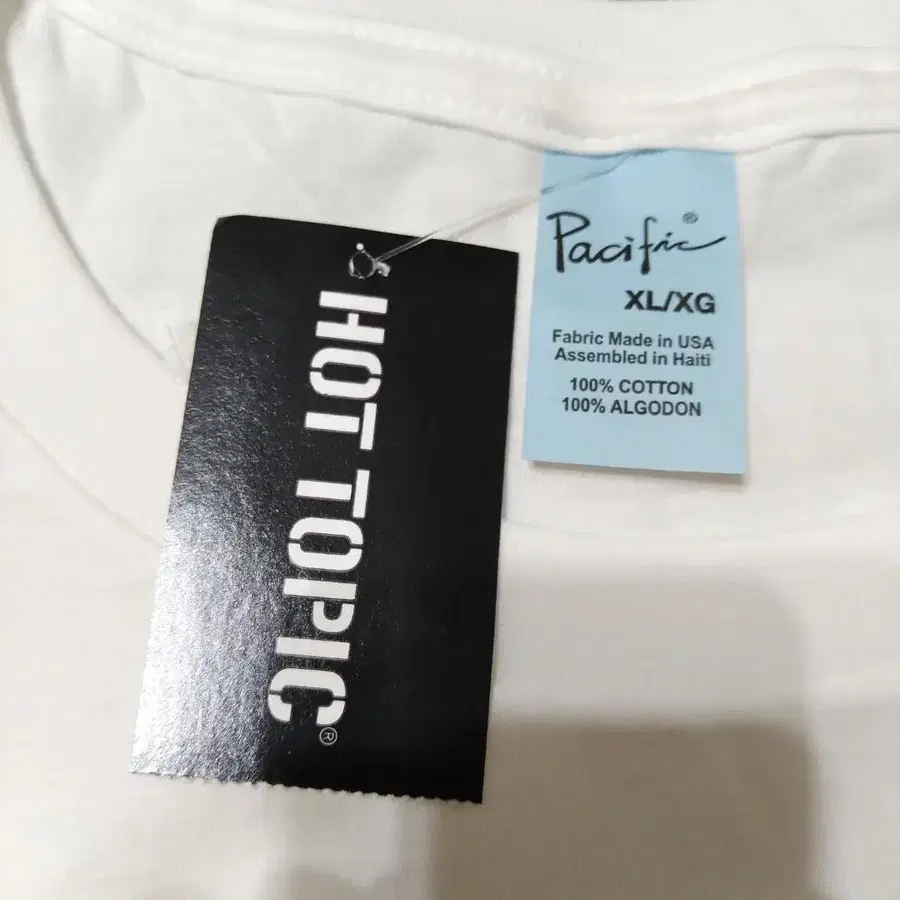 HOT TOPIC®
Pacific®
XL/XG
Fabric Made in USA
Assembled in Haiti
100% COTTON
100% ALGODON